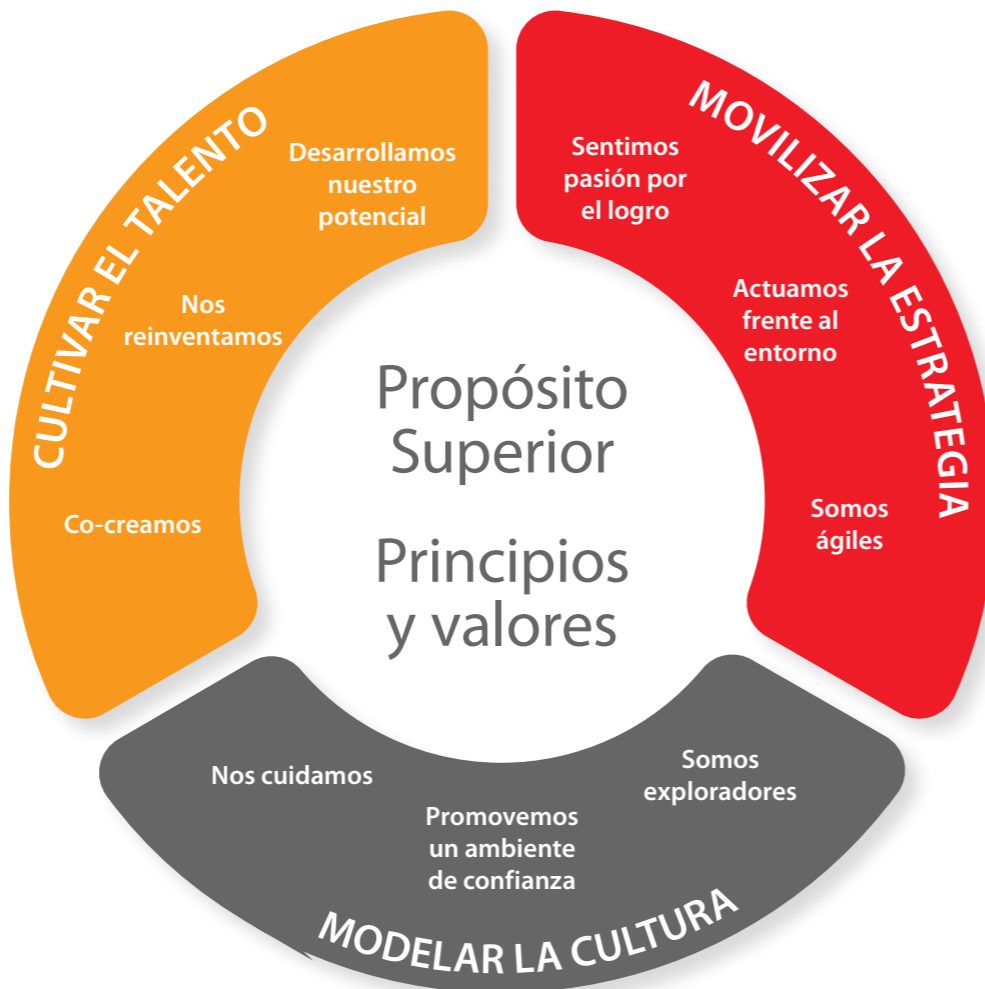 CULTIVAR EL TALENTO
Desarrollamos
nuestro
potencial
Nos
reinventamos
Co-creamos
MOVILIZAR LA ESTRATEGIA
Sentimos
pasión por
el logro
Actuamos
frente al
entorno
Somos
ágiles
Propósito
Superior
Principios
y valores
Nos cuidamos
Promovemos
un ambiente
de confianza
Somos
exploradores
MODELAR LA CULTURA